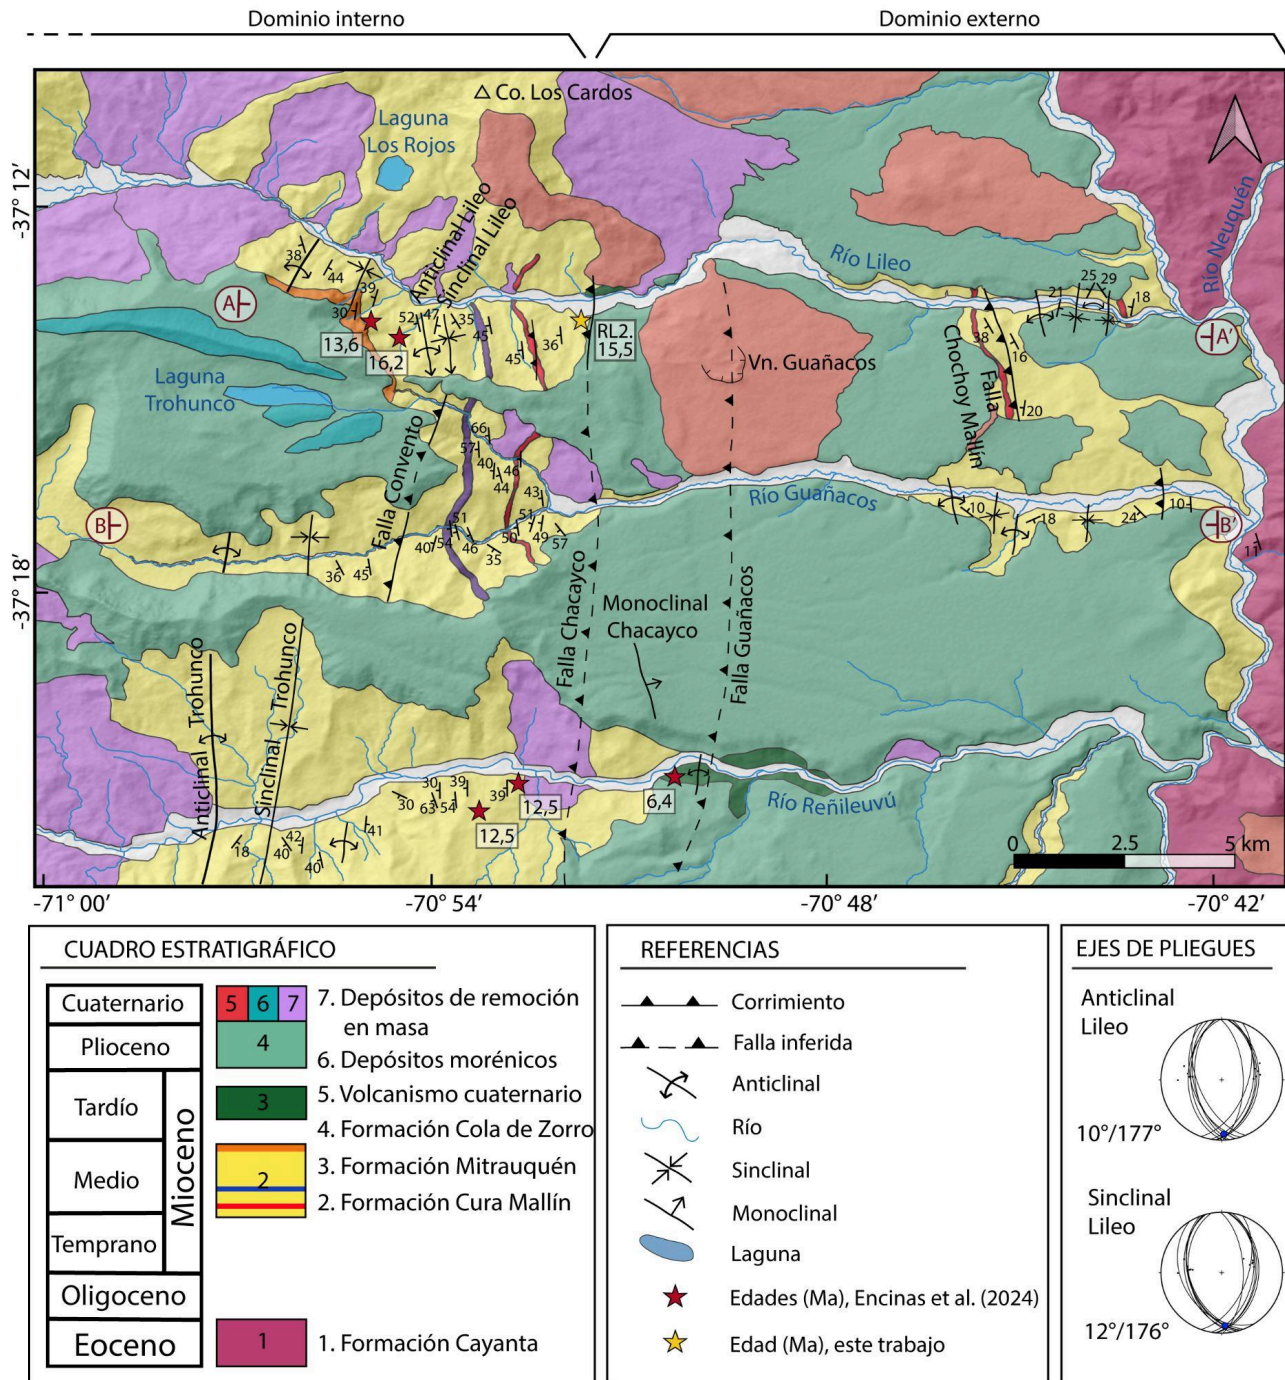 Dominio interno
Dominio externo
Co. Los Cardos
Laguna
Los Rojos
-37° 12'
Anticlinal Lileo
Sinclinal Lileo
Río Lileo
Río Neuquén
38
44
39
30
A
13,6
16,2
52
47
35
45
45
36
RL2.
15,5
Vn. Guañacos
25
21
29
18
38
16
20
A'
Falla
Chochoy Mallín
Laguna
Trohunco
Falla Convento
66
57
40
44
46
43
51
51
54
40
46
35
50
49
57
Río Guañacos
10
18
24
10
B
B'
11
36
45
-37° 18'
Falla Chacayco
Monoclinal
Chacayco
Falla Guañacos
Anticlinal Trohunco
Sinclinal Trohunco
30
30
39
63
54
39
12,5
12,5
6,4
Río Reñileuvú
18
42
40
40
41
0
2.5
5 km
-71° 00'
-70° 54'
-70° 48'
-70° 42'
CUADRO ESTRATIGRÁFICO
Cuaternario
Plioceno
Tardío
Medio
Temprano
Mioceno
Oligoceno
Eoceno
5
6
7
4
3
2
1
7. Depósitos de remoción
en masa
6. Depósitos morénicos
5. Volcanismo cuaternario
4. Formación Cola de Zorro
3. Formación Mitrauquén
2. Formación Cura Mallín
1. Formación Cayanta
REFERENCIAS
Corrimiento
Falla inferida
Anticlinal
Río
Sinclinal
Monoclinal
Laguna
Edades (Ma), Encinas et al. (2024)
Edad (Ma), este trabajo
EJES DE PLIEGUES
Anticlinal
Lileo
10°/177°
Sinclinal
Lileo
12°/176°